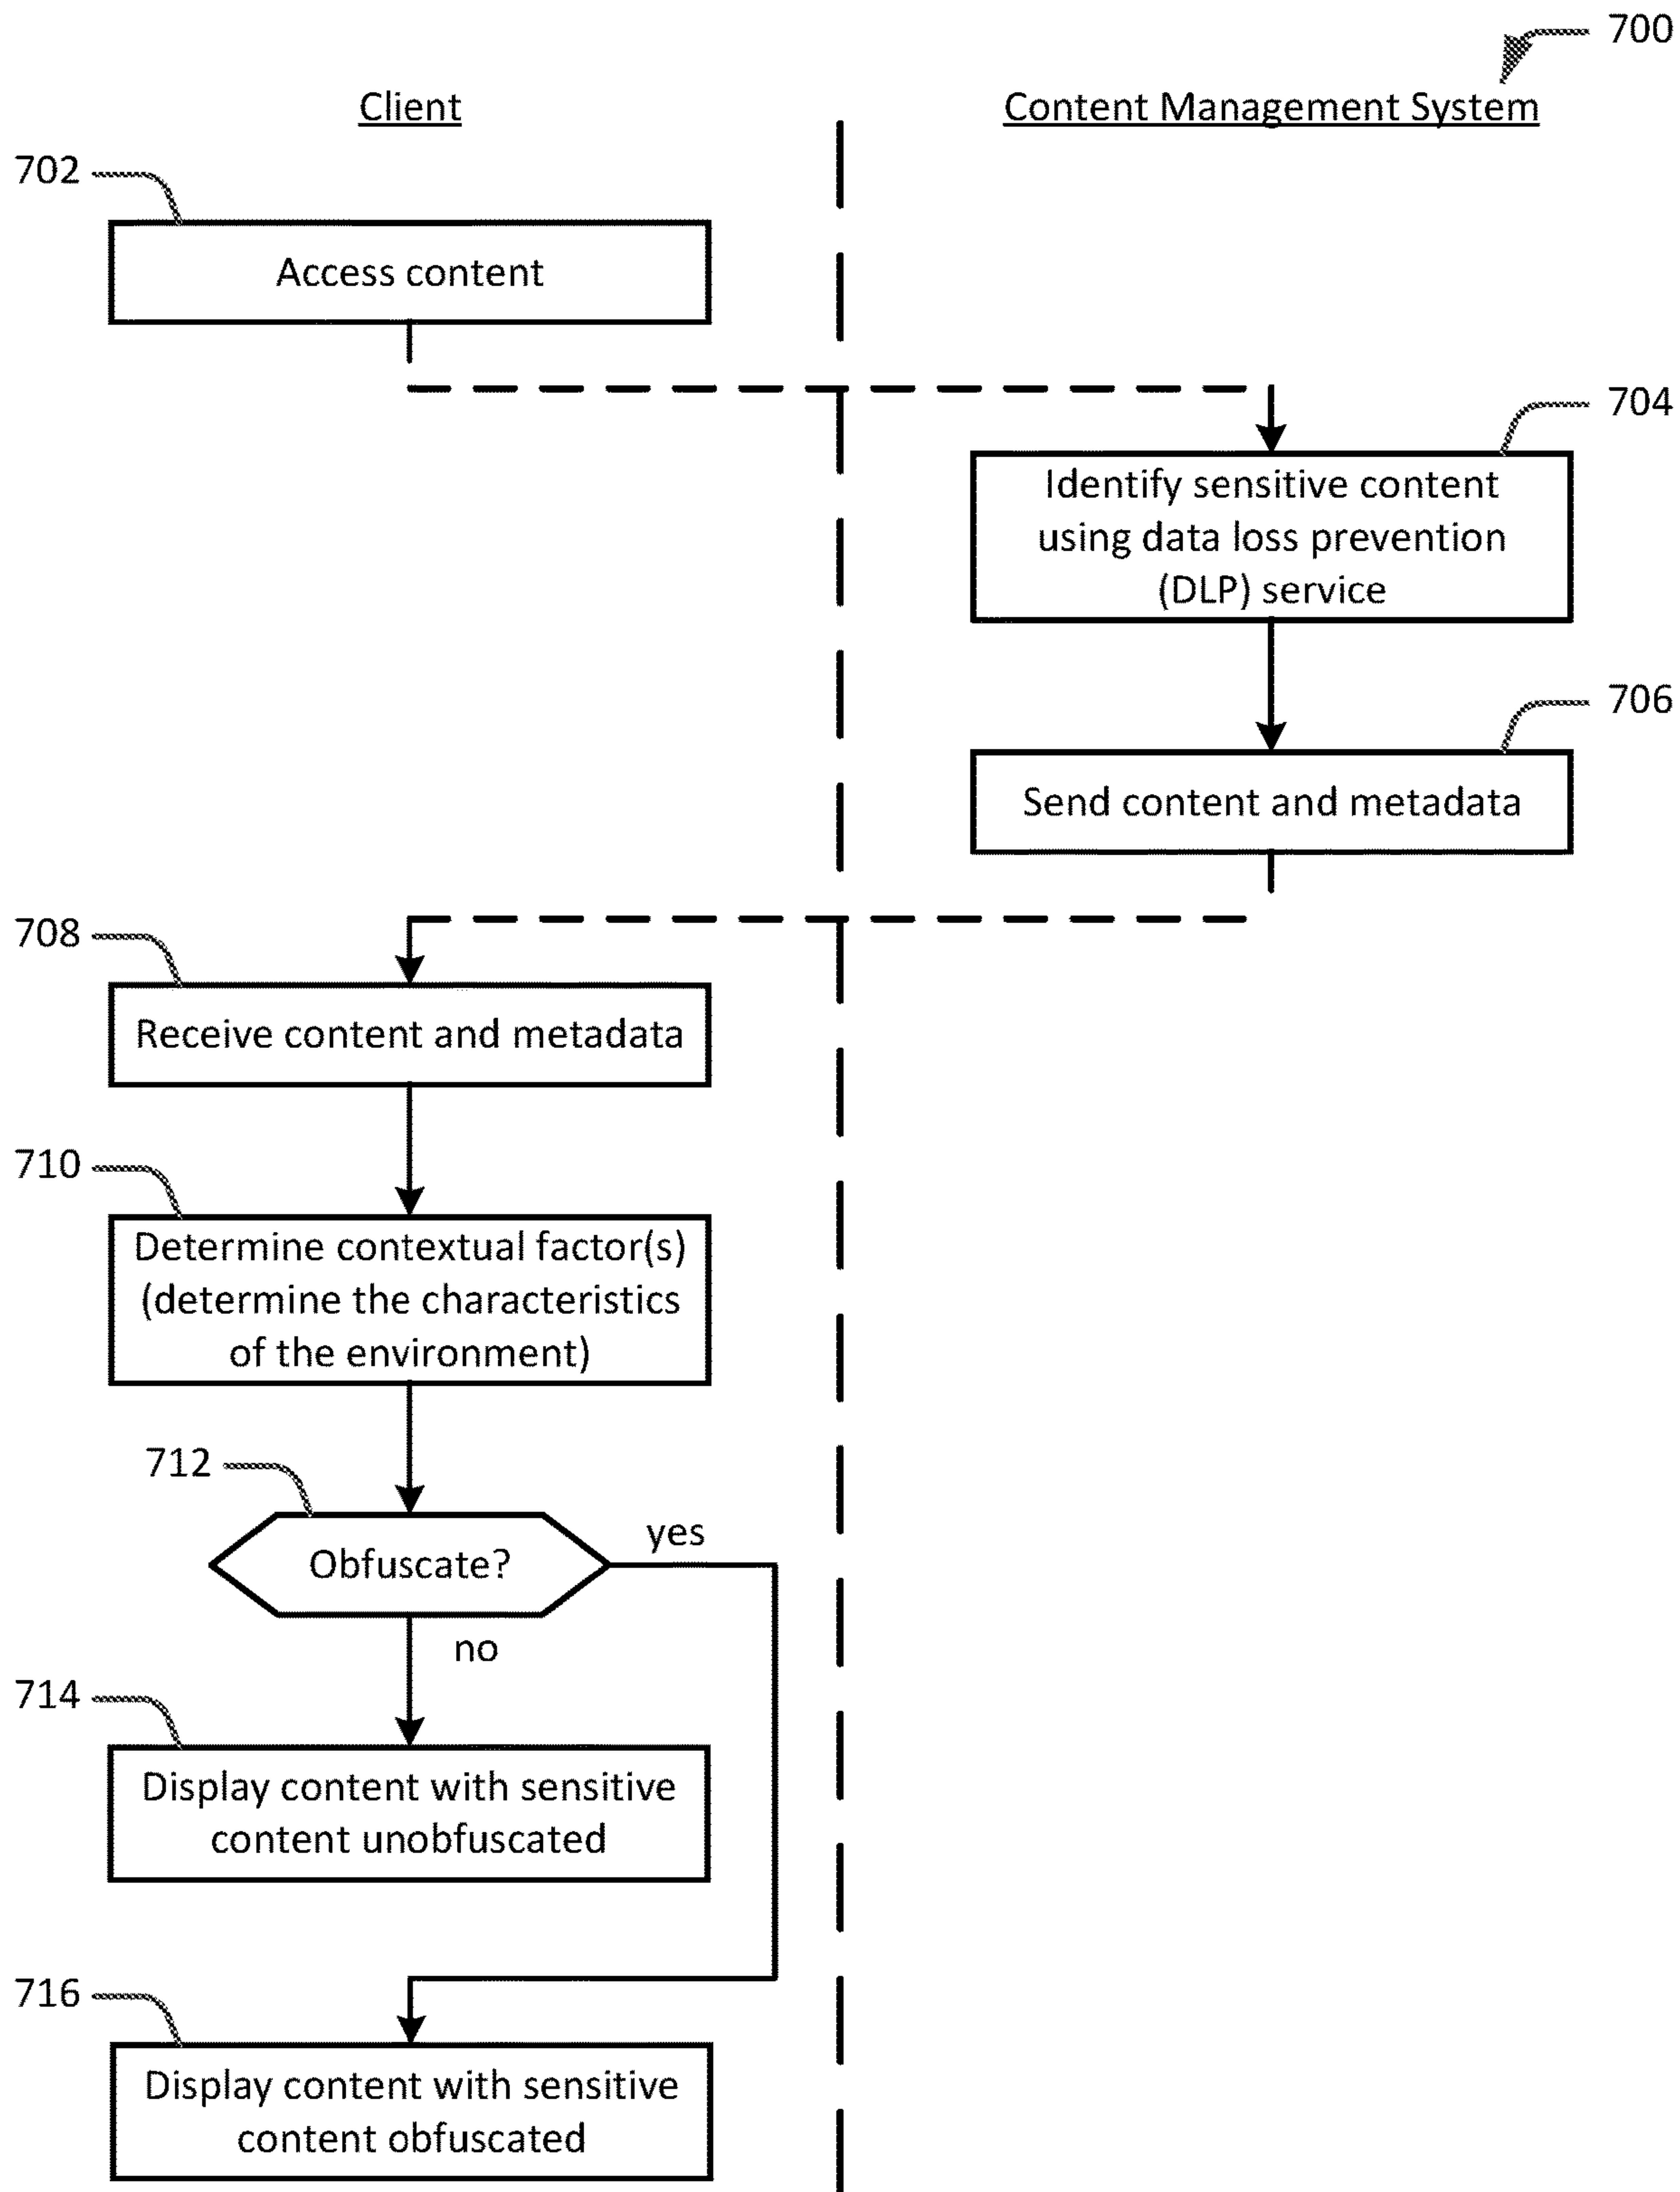 700
Client
Content Management System
702
Access content
704
Identify sensitive content
using data loss prevention
(DLP) service
706
Send content and metadata
708
Receive content and metadata
710
Determine contextual factor(s)
(determine the characteristics
of the environment)
712
Obfuscate?
yes
no
714
Display content with sensitive
content unobfuscated
716
Display content with sensitive
content obfuscated